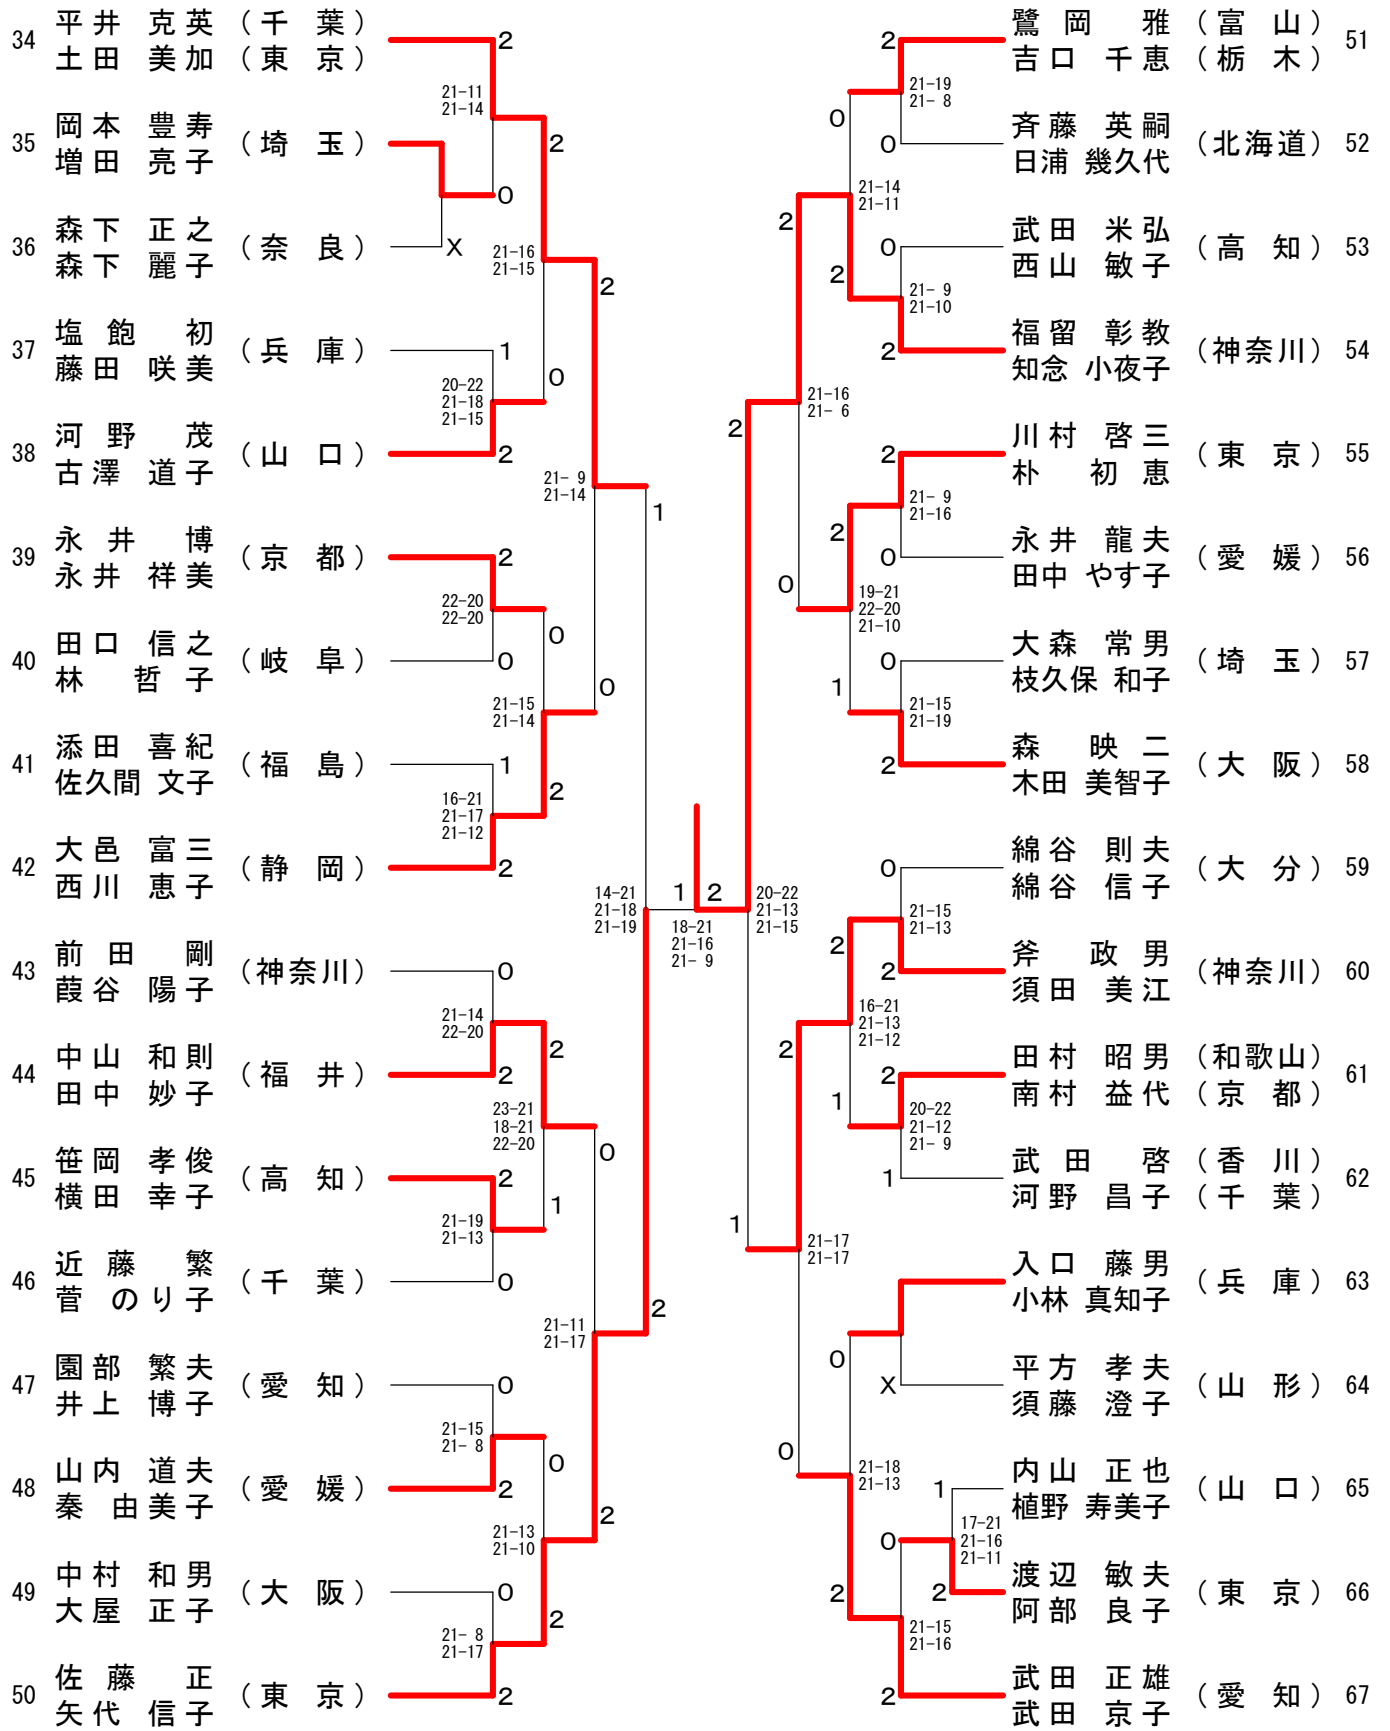 34 平井 克英 (千 葉)
土田 美加 (東 京)
35 岡本 豊寿 (埼 玉)
増田 亮子
36 森下 正之 (奈 良)
森下 麗子
37 塩飽 初 (兵 庫)
藤田 咲美
38 河野 茂 (山 口)
古澤 道子
39 永井 博 (京 都)
永井 祥美
40 田口 信之 (岐 阜)
林 哲子
41 添田 喜紀 (福 島)
佐久間 文子
42 大邑 富三 (静 岡)
西川 恵子
43 前田 剛 (神奈川)
葭谷 陽子
44 中山 和則 (福 井)
田中 妙子
45 笹岡 孝俊 (高 知)
横田 幸子
46 近藤 繁 (千 葉)
菅 のり子
47 園部 繁夫 (愛 知)
井上 博子
48 山内 道夫 (愛 媛)
秦 由美子
49 中村 和男 (大 阪)
大屋 正子
50 佐藤 正 (東 京)
矢代 信子
2
21-11
21-14
2
0
X
21-16
21-15
2
1
0
20-22
21-18
21-15
2
21- 9
21-14
1
2
22-20
22-20
0
0
21-15
21-14
0
1
2
16-21
21-17
21-12
2
14-21
21-18
21-19
0
21-14
22-20
2
2
23-21
18-21
22-20
0
2
1
21-19
21-13
0
21-11
21-17
2
0
21-15
21- 8
0
2
2
21-13
21-10
0
2
21- 8
21-17
2
1 2
18-21
21-16
21- 9
鷺岡 雅 (富 山) 51
吉口 千恵 (栃 木)
斉藤 英嗣 (北海道) 52
日浦 幾久代
武田 米弘 (高 知) 53
西山 敏子
福留 彰教 (神奈川) 54
知念 小夜子
川村 啓三 (東 京) 55
朴 初恵
永井 龍夫 (愛 媛) 56
田中 やす子
大森 常男 (埼 玉) 57
枝久保 和子
森 映二 (大 阪) 58
木田 美智子
綿谷 則夫 (大 分) 59
綿谷 信子
斧 政男 (神奈川) 60
須田 美江
田村 昭男 (和歌山) 61
南村 益代 (京 都)
武田 啓 (香 川) 62
河野 昌子 (千 葉)
入口 藤男 (兵 庫) 63
小林 真知子
平方 孝夫 (山 形) 64
須藤 澄子
内山 正也 (山 口) 65
植野 寿美子
渡辺 敏夫 (東 京) 66
阿部 良子
武田 正雄 (愛 知) 67
武田 京子
2
21-19
21- 8
0
0
21-14
21-11
2
0
2
21- 9
21-10
2
21-16
21- 6
2
2
21- 9
21-16
2
0
0
19-21
22-20
21-10
0
1
21-15
21-19
2
20-22
21-13
21-15
0
21-15
21-13
2
2
16-21
21-13
21-12
2
2
1
20-22
21-12
21- 9
1
1
21-17
21-17
0
X
0
21-18
21-13
1
17-21
21-16
21-11
0
2
2
21-15
21-16
2